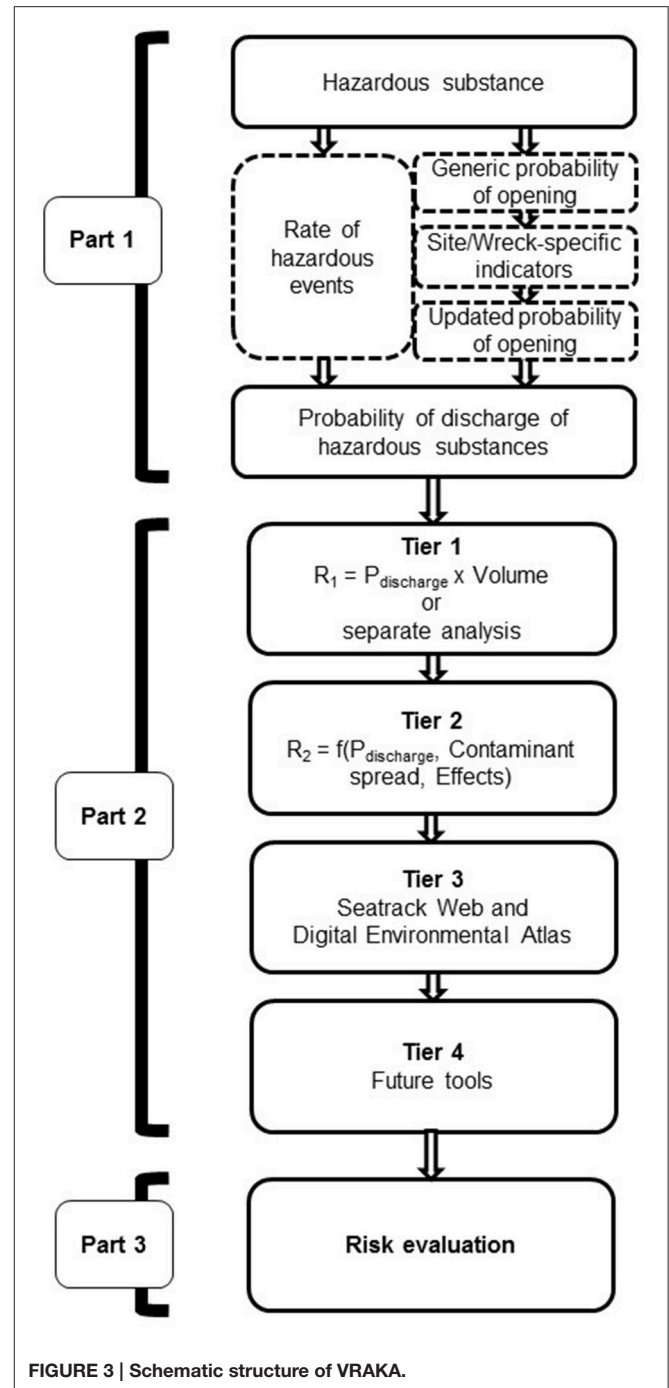 Hazardous substance
Part 1
Rate of
hazardous
events
Generic probability
of opening
Site/Wreck-specific
indicators
Updated probability
of opening
Probability of discharge of
hazardous substances
Part 2
Tier 1
R₁ = P_discharge x Volume
or
separate analysis
Tier 2
R₂ = f(P_discharge, Contaminant
spread, Effects)
Tier 3
Seatrack Web and
Digital Environmental Atlas
Tier 4
Future tools
Part 3
Risk evaluation
FIGURE 3 | Schematic structure of VRAKA.